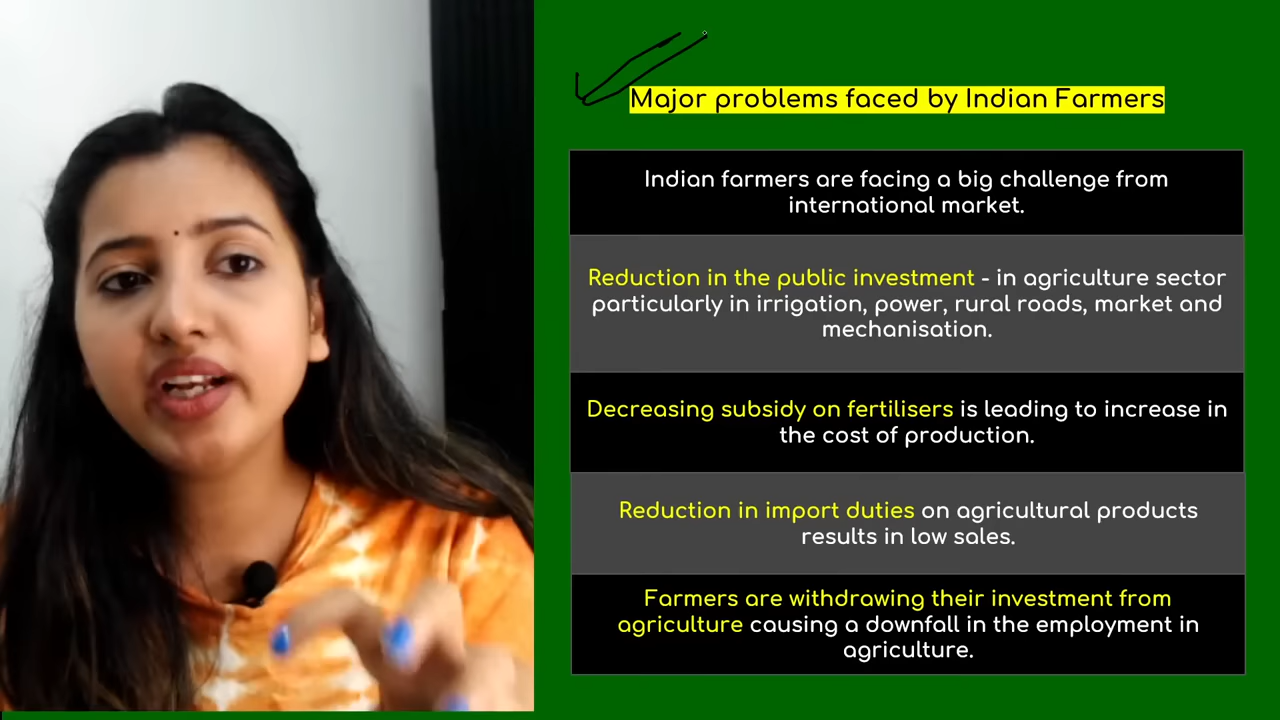 Major problems faced by Indian Farmers
Indian farmers are facing a big challenge from
international market.
Reduction in the public investment - in agriculture sector
particularly in irrigation, power, rural roads, market and
mechanisation.
Decreasing subsidy on fertilisers is leading to increase in
the cost of production.
Reduction in import duties on agricultural products
results in low sales.
Farmers are withdrawing their investment from
agriculture causing a downfall in the employment in
agriculture.